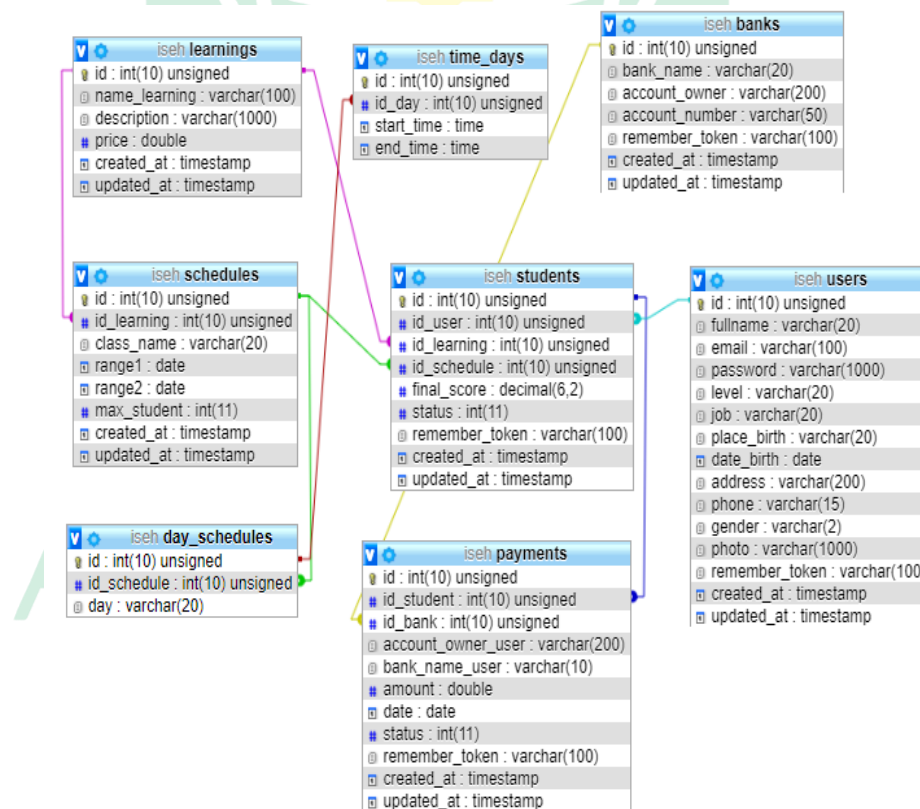 iseh learnings
id : int(10) unsigned
name_learning : varchar(100)
description : varchar(1000)
# price : double
created_at : timestamp
updated_at : timestamp
iseh time_days
id : int(10) unsigned
# id_day : int(10) unsigned
start_time : time
end_time : time
iseh banks
id : int(10) unsigned
bank_name : varchar(20)
account_owner : varchar(200)
account_number : varchar(50)
remember_token : varchar(100)
created_at : timestamp
updated_at : timestamp
iseh schedules
id : int(10) unsigned
# id_learning : int(10) unsigned
class_name : varchar(20)
range1 : date
range2 : date
# max_student : int(11)
created_at : timestamp
updated_at : timestamp
iseh students
id : int(10) unsigned
# id_user : int(10) unsigned
# id_learning : int(10) unsigned
# id_schedule : int(10) unsigned
# final_score : decimal(6,2)
# status : int(11)
remember_token : varchar(100)
created_at : timestamp
updated_at : timestamp
iseh users
id : int(10) unsigned
fullname : varchar(20)
email : varchar(100)
password : varchar(1000)
level : varchar(20)
job : varchar(20)
place_birth : varchar(20)
date_birth : date
address : varchar(200)
phone : varchar(15)
gender : varchar(2)
photo : varchar(1000)
remember_token : varchar(100
created_at : timestamp
updated_at : timestamp
iseh day_schedules
id : int(10) unsigned
# id_schedule : int(10) unsigned
day : varchar(20)
iseh payments
id : int(10) unsigned
# id_student : int(10) unsigned
# id_bank : int(10) unsigned
account_owner_user : varchar(200)
bank_name_user : varchar(10)
# amount : double
date : date
# status : int(11)
remember_token : varchar(100)
created_at : timestamp
updated_at : timestamp